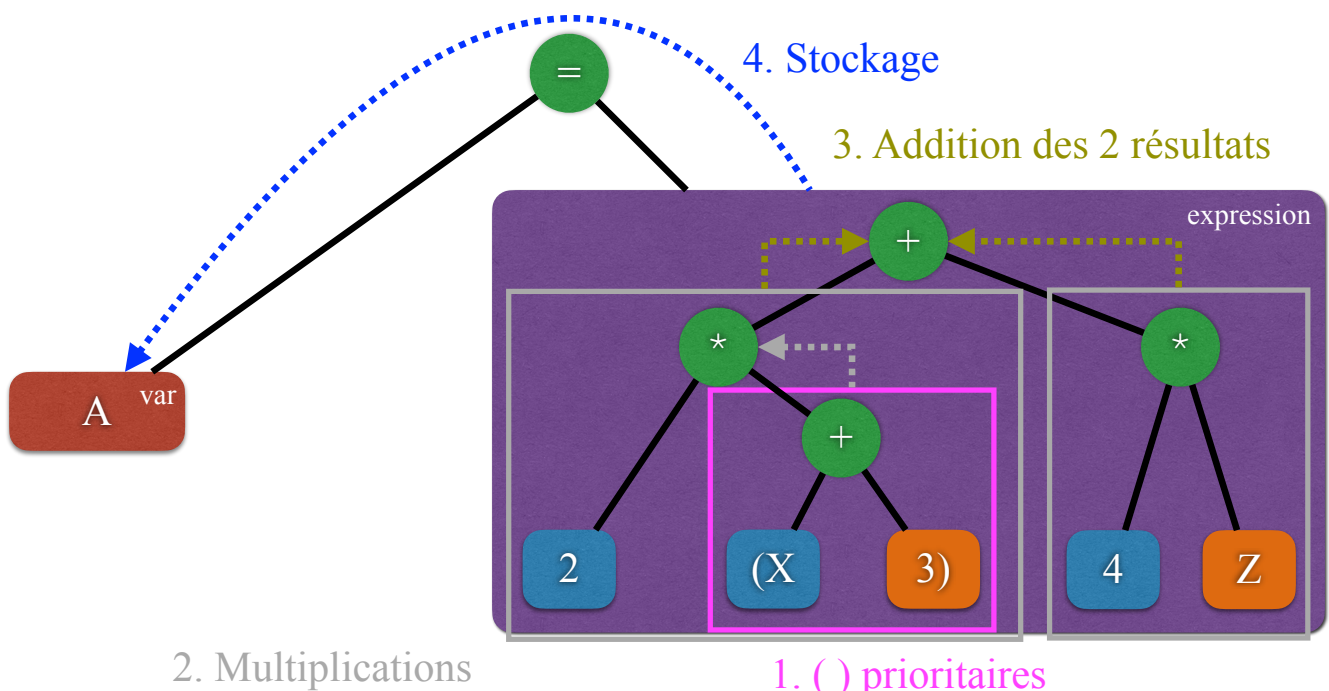 =
4. Stockage
3. Addition des 2 résultats
expression
+
*
*
A
var
+
2
(X
3)
4
Z
2. Multiplications
1. ( ) prioritaires